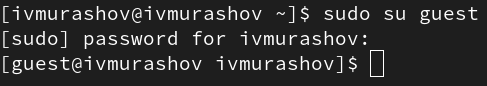 [ivmurashov@ivmurashov ~]$ sudo su guest
[sudo] password for ivmurashov:
[guest@ivmurashov ivmurashov]$